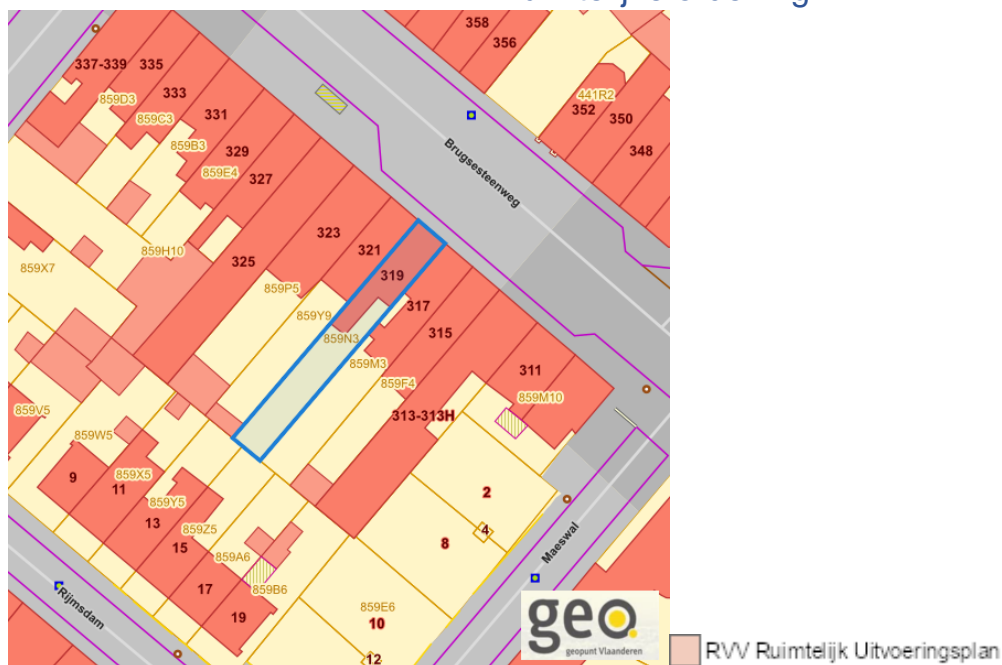 358
356
337-339
335
333
331
329
327
859D3
859C3
859B3
859E4
441R2
352
350
348
Brugsesteenweg
323
321
319
325
317
315
859H10
859X7
859P5
859Y9
859N3
859M3
859F4
311
859M10
313-313H
859V5
859W5
9
11
859X5
859Y5
13
859Z5
15
859A6
17
859B6
19
2
4
8
859E6
10
12
Maeswal
Rijmsdam
geo.
geopunt Vlaanderen
RVV Ruimtelijk Uitvoeringsplan